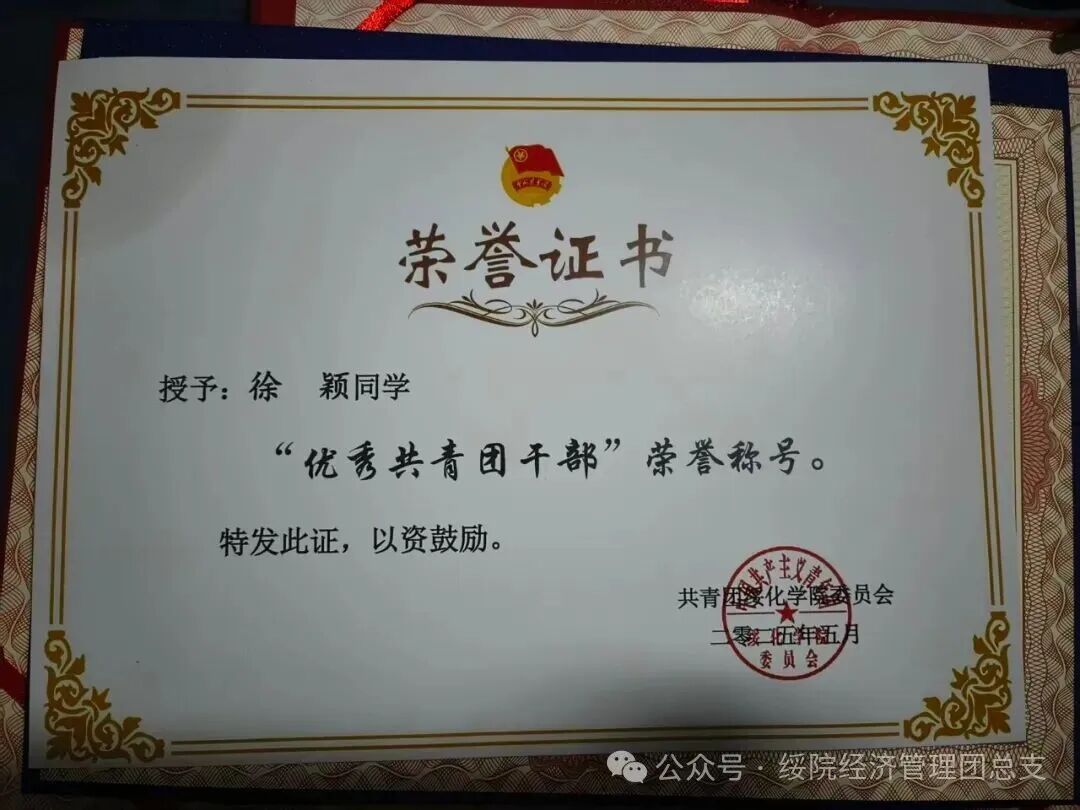 荣誉证书
授予：徐　颖同学
“优秀共青团干部”荣誉称号。
特发此证，以资鼓励。
共青团绥化学院委员会
二零二五年五月
委员会
公众号·绥院经济管理团总支